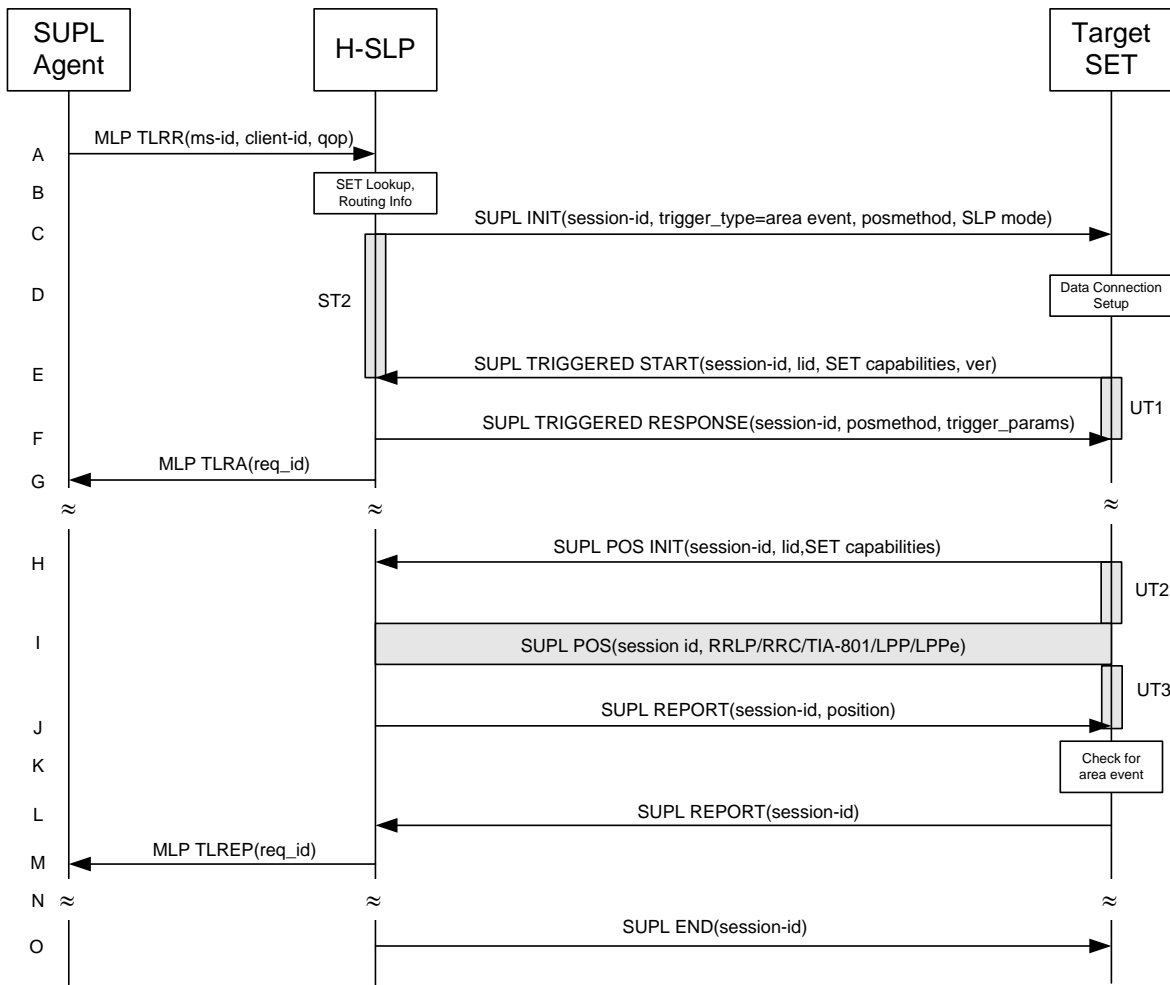 SUPL
Agent
H-SLP
Target
SET
A
MLP TLRR(ms-id, client-id, qop)
B
SET Lookup,
Routing Info
C
SUPL INIT(session-id, trigger_type=area event, posmethod, SLP mode)
D
ST2
Data Connection
Setup
E
SUPL TRIGGERED START(session-id, lid, SET capabilities, ver)
UT1
F
SUPL TRIGGERED RESPONSE(session-id, posmethod, trigger_params)
G
MLP TLRA(req_id)
≈ ≈ ≈
H
SUPL POS INIT(session-id, lid,SET capabilities)
UT2
I
SUPL POS(session id, RRLP/RRC/TIA-801/LPP/LPPe)
UT3
J
SUPL REPORT(session-id, position)
K
Check for
area event
L
SUPL REPORT(session-id)
M
MLP TLREP(req_id)
N ≈ ≈ ≈
O
SUPL END(session-id)